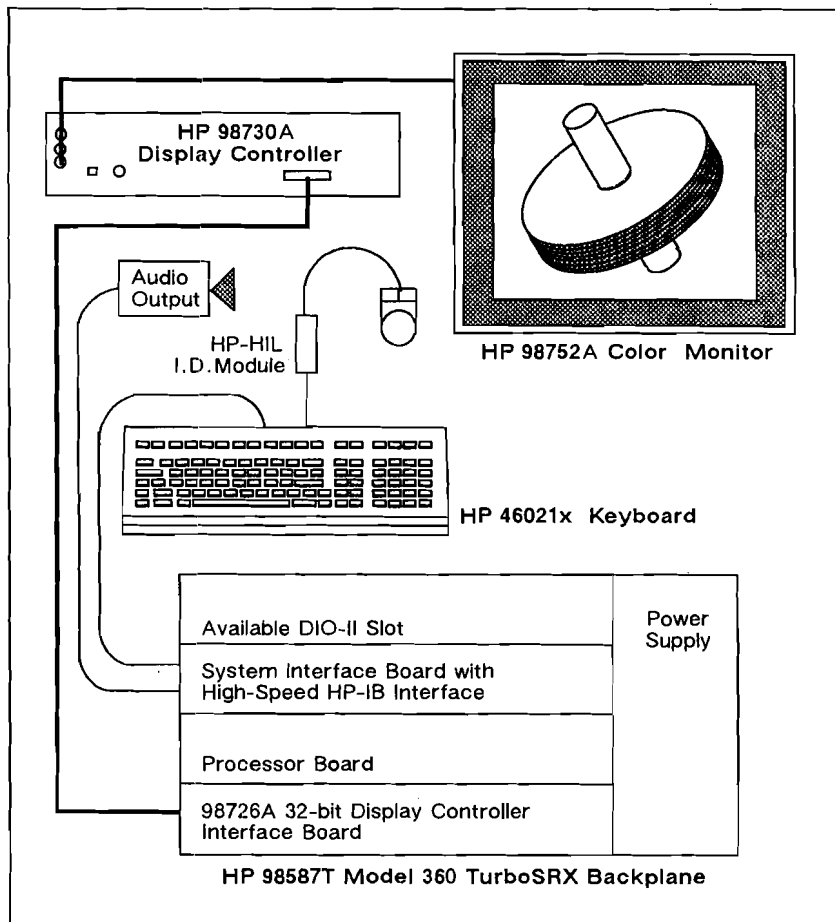 HP 98730A
Display Controller
Audio
Output
HP-HIL
I.D.Module
HP 98752A Color Monitor
HP 46021x Keyboard
Available DIO-II Slot
Power
Supply
System Interface Board with
High-Speed HP-IB Interface
Processor Board
98726A 32-bit Display Controller
Interface Board
HP 98587T Model 360 TurboSRX Backplane